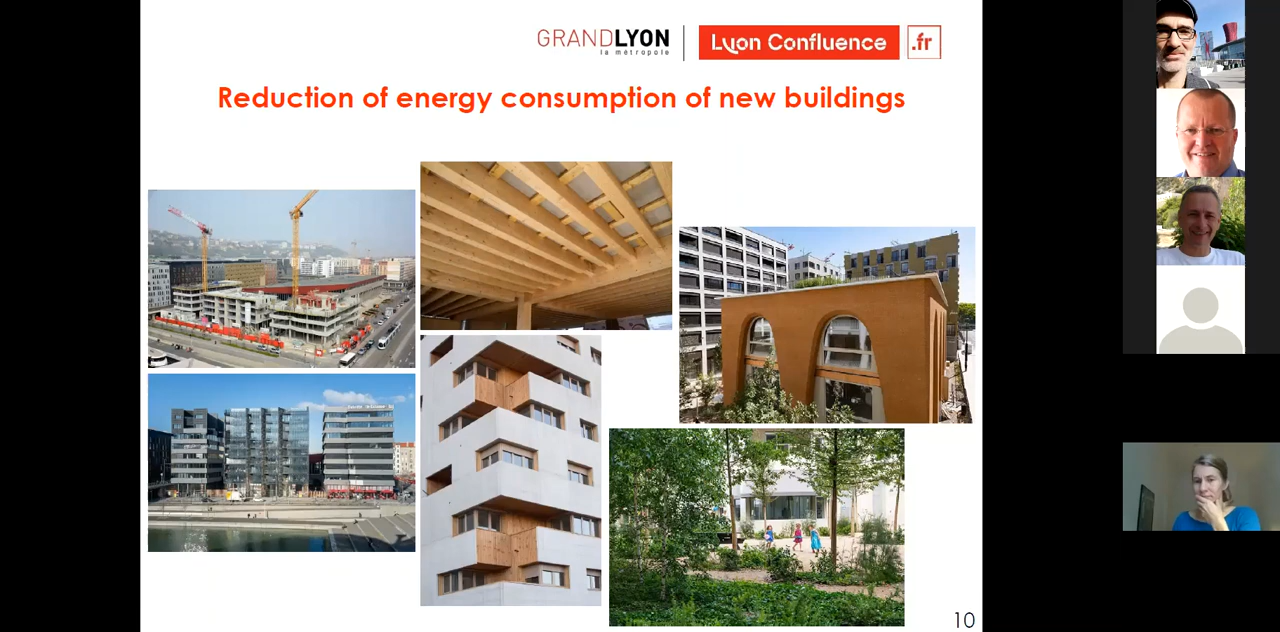 GRANDLYON
la métropole
Lyon Confluence
.fr
Reduction of energy consumption of new buildings
10